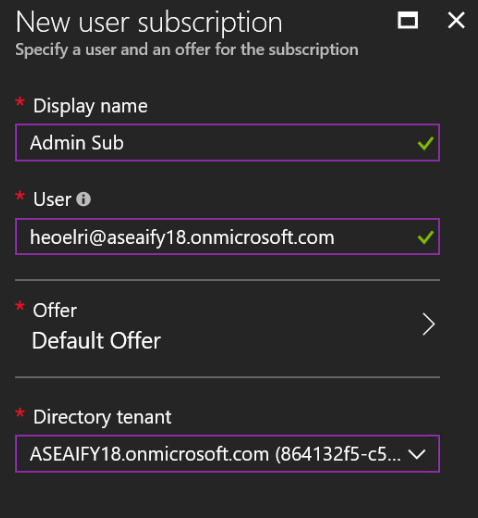 New user subscription
Specify a user and an offer for the subscription
* Display name
Admin Sub
* User
heoelri@aseaify18.onmicrosoft.com
* Offer
Default Offer
* Directory tenant
ASEAIFY18.onmicrosoft.com (864132f5-c5...